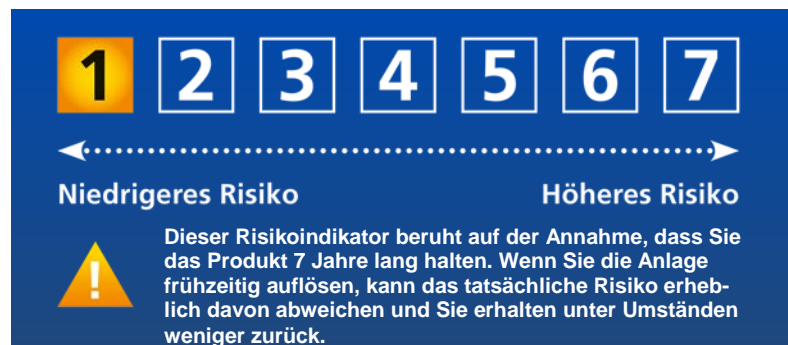 1 2 3 4 5 6 7
Niedrigeres Risiko Höheres Risiko
Dieser Risikoindikator beruht auf der Annahme, dass Sie
das Produkt 7 Jahre lang halten. Wenn Sie die Anlage
frühzeitig auflösen, kann das tatsächliche Risiko erheb-
lich davon abweichen und Sie erhalten unter Umständen
weniger zurück.